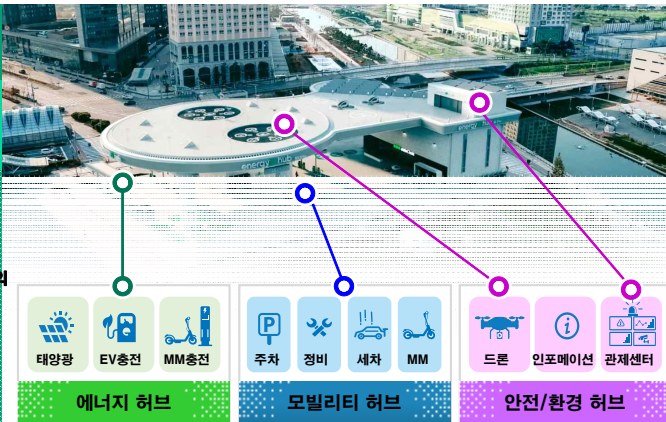 energy hub
energy hub
의
태양광
EV충전
MM충전
주차
정비
세차
MM
드론
인포메이션
관제센터
에너지 허브
모빌리티 허브
안전/환경 허브